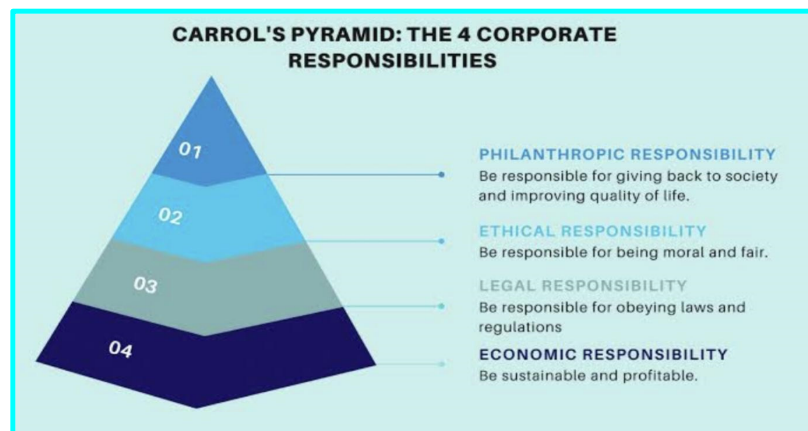 CARROL'S PYRAMID: THE 4 CORPORATE
RESPONSIBILITIES
01
PHILANTHROPIC RESPONSIBILITY
Be responsible for giving back to society
and improving quality of life.
02
ETHICAL RESPONSIBILITY
Be responsible for being moral and fair.
03
LEGAL RESPONSIBILITY
Be responsible for obeying laws and
regulations
04
ECONOMIC RESPONSIBILITY
Be sustainable and profitable.